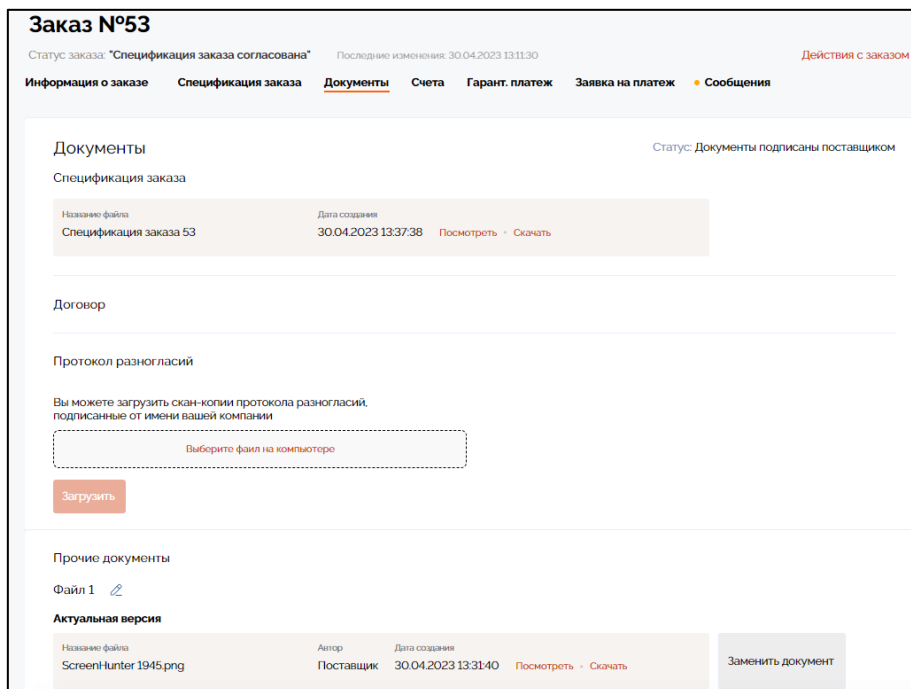 Заказ №53
Статус заказа: "Спецификация заказа согласована" Последние изменения: 30.04.2023 13:11:30 Действия с заказом
Информация о заказе Спецификация заказа Документы Счета Гарант. платеж Заявка на платеж Сообщения
Документы Статус: Документы подписаны поставщиком
Спецификация заказа
Название файла Дата создания
Спецификация заказа 53 30.04.2023 13:37:38 Посмотреть Скачать
Договор
Протокол разногласий
Вы можете загрузить скан-копии протокола разногласий,
подписанные от имени вашей компании
Выберите файл на компьютере
Загрузить
Прочие документы
Файл 1
Актуальная версия
Название файла Автор Дата создания
ScreenHunter 1945.png Поставщик 30.04.2023 13:31:40 Посмотреть Скачать Заменить документ